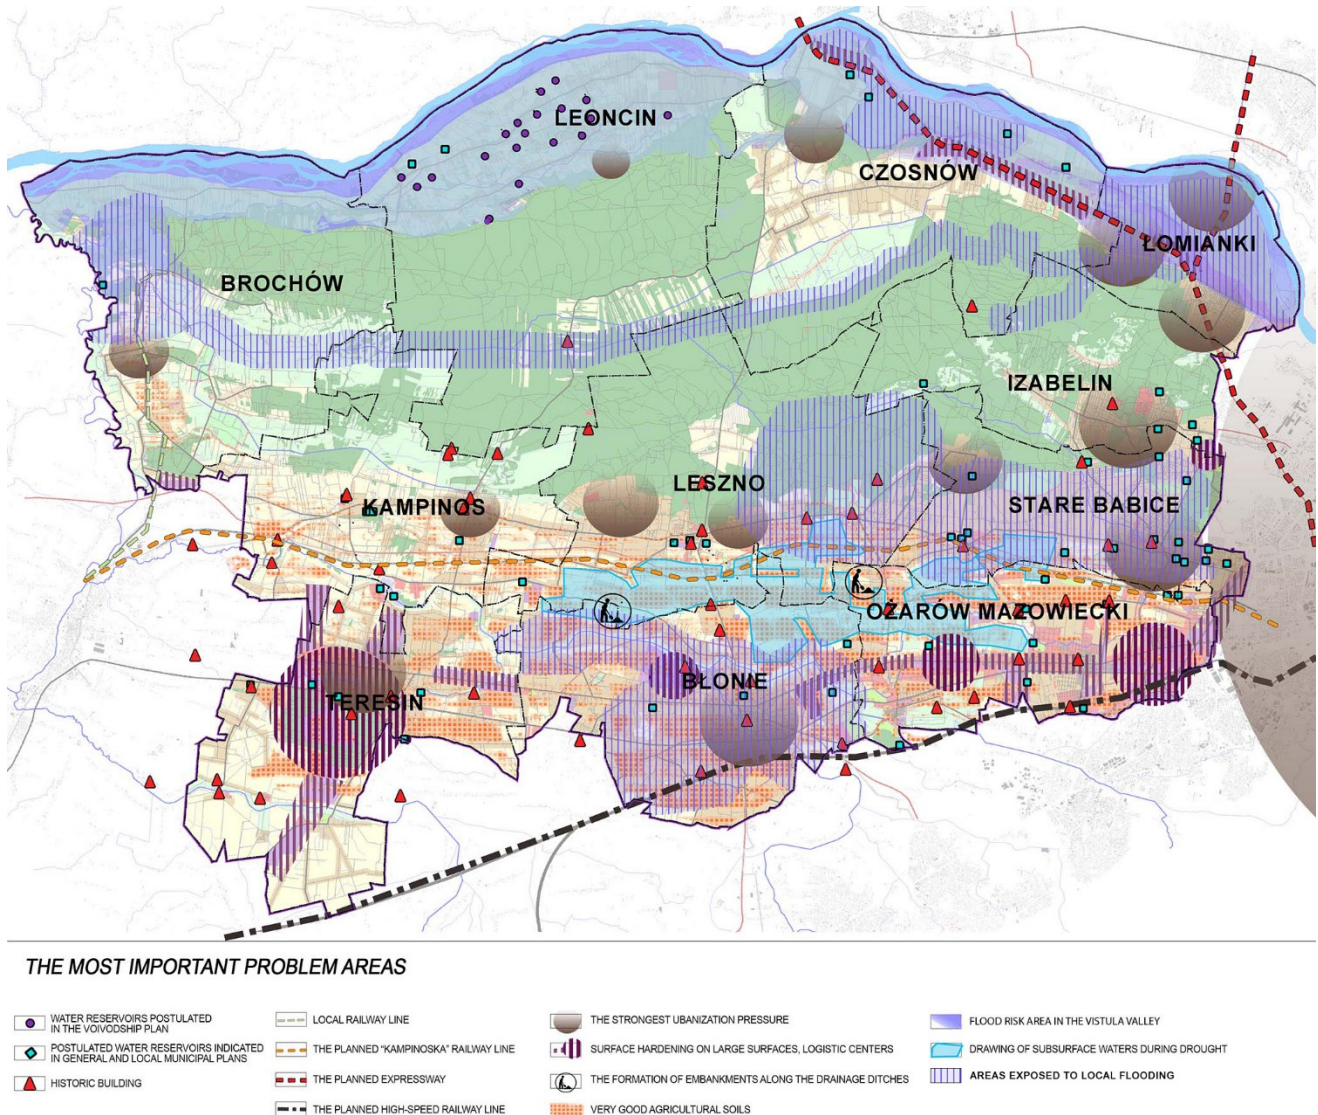 LEONCIN
CZOSNÓW
ŁOMIANKI
BROCHÓW
IZABELIN
LESZNO
KAMPINOS
STARE BABICE
OŻARÓW MAZOWIECKI
BŁONIE
TERESIN
THE MOST IMPORTANT PROBLEM AREAS
WATER RESERVOIRS POSTULATED
IN THE VOIVODSHIP PLAN
POSTULATED WATER RESERVOIRS INDICATED
IN GENERAL AND LOCAL MUNICIPAL PLANS
HISTORIC BUILDING
LOCAL RAILWAY LINE
THE PLANNED "KAMPINOSKA" RAILWAY LINE
THE PLANNED EXPRESSWAY
THE PLANNED HIGH-SPEED RAILWAY LINE
THE STRONGEST UBANIZATION PRESSURE
SURFACE HARDENING ON LARGE SURFACES, LOGISTIC CENTERS
THE FORMATION OF EMBANKMENTS ALONG THE DRAINAGE DITCHES
VERY GOOD AGRICULTURAL SOILS
FLOOD RISK AREA IN THE VISTULA VALLEY
DRAWING OF SUBSURFACE WATERS DURING DROUGHT
AREAS EXPOSED TO LOCAL FLOODING